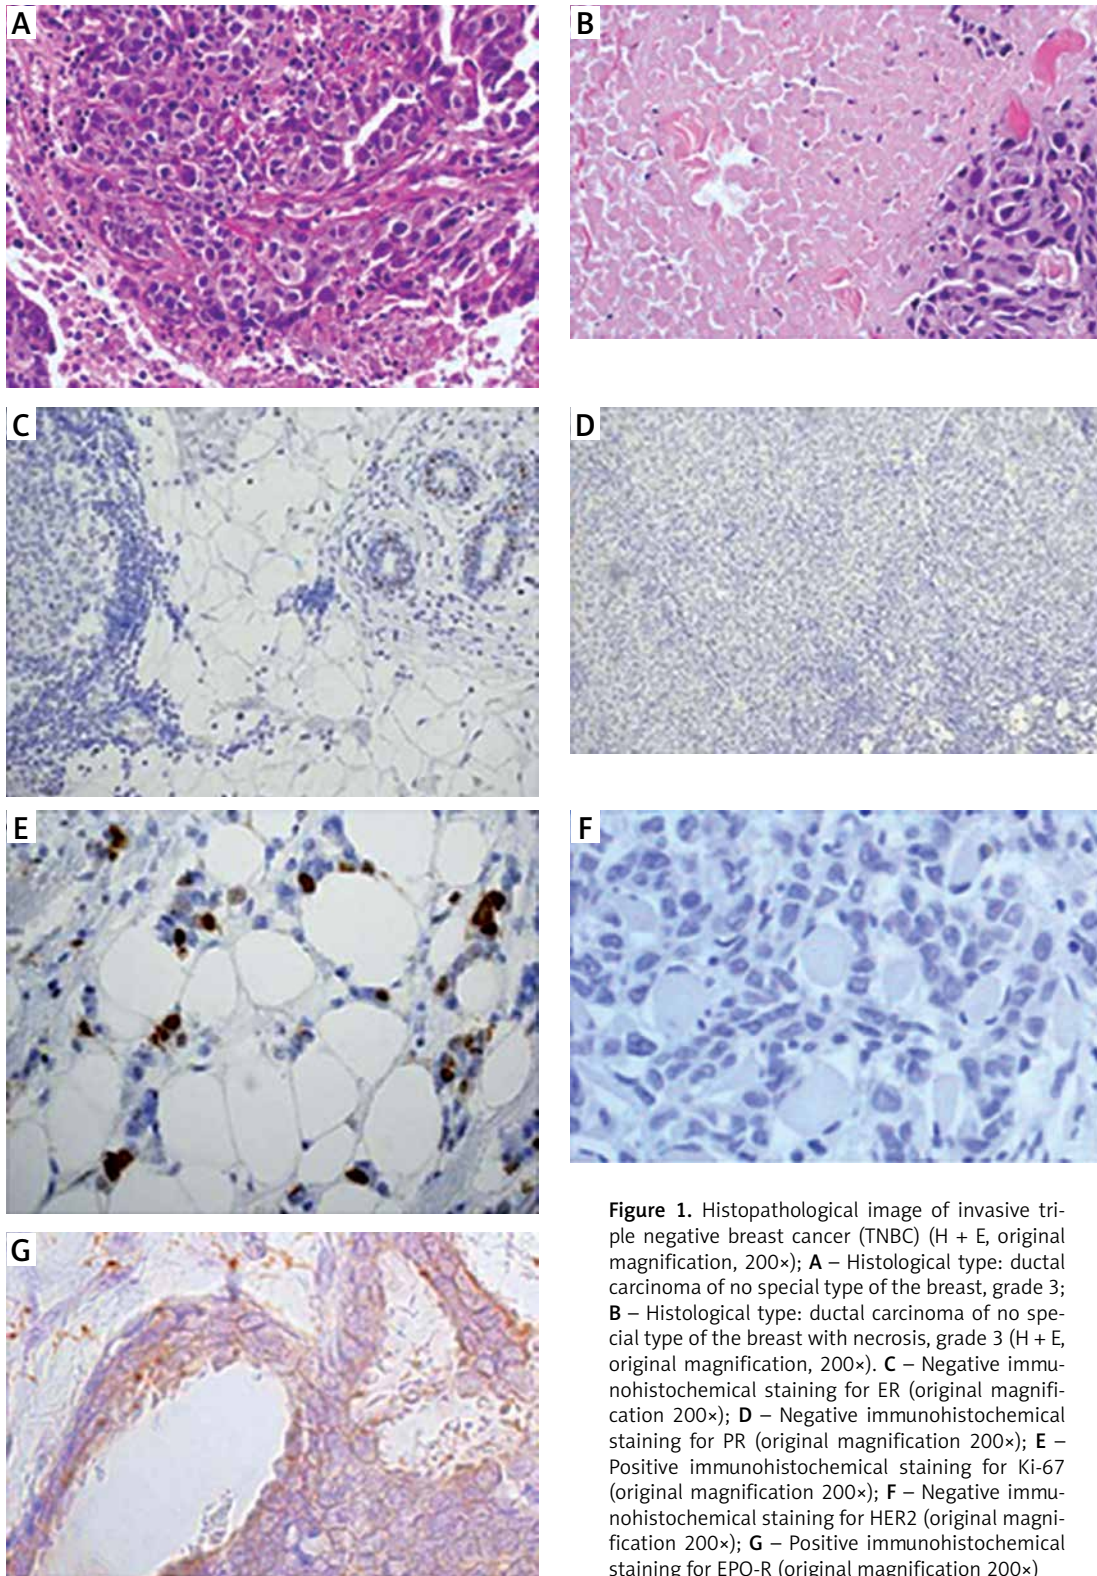 A
B
C
D
E
F
G
Figure 1. Histopathological image of invasive tri-
ple negative breast cancer (TNBC) (H + E, original
magnification, 200×); A – Histological type: ductal
carcinoma of no special type of the breast, grade 3;
B – Histological type: ductal carcinoma of no spe-
cial type of the breast with necrosis, grade 3 (H + E,
original magnification, 200×). C – Negative immu-
nohistochemical staining for ER (original magnifi-
cation 200×); D – Negative immunohistochemical
staining for PR (original magnification 200×); E –
Positive immunohistochemical staining for Ki-67
(original magnification 200×); F – Negative immu-
nohistochemical staining for HER2 (original magni-
fication 200×); G – Positive immunohistochemical
staining for EPO-R (original magnification 200×)